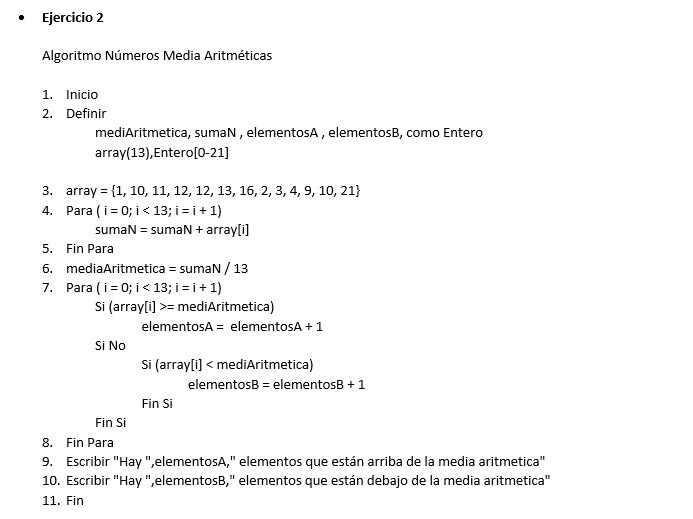 • Ejercicio 2
Algoritmo Números Media Aritméticas
1. Inicio
2. Definir
mediAritmetica, sumaN , elementosA , elementosB, como Entero
array(13),Entero[0-21]
3. array = {1, 10, 11, 12, 12, 13, 16, 2, 3, 4, 9, 10, 21}
4. Para ( i = 0; i < 13; i = i + 1)
sumaN = sumaN + array[i]
5. Fin Para
6. mediaAritmetica = sumaN / 13
7. Para ( i = 0; i < 13; i = i + 1)
Si (array[i] >= mediAritmetica)
elementosA =  elementosA + 1
Si No
Si (array[i] < mediAritmetica)
elementosB = elementosB + 1
Fin Si
Fin Si
8. Fin Para
9. Escribir "Hay ",elementosA," elementos que están arriba de la media aritmetica"
10. Escribir "Hay ",elementosB," elementos que están debajo de la media aritmetica"
11. Fin